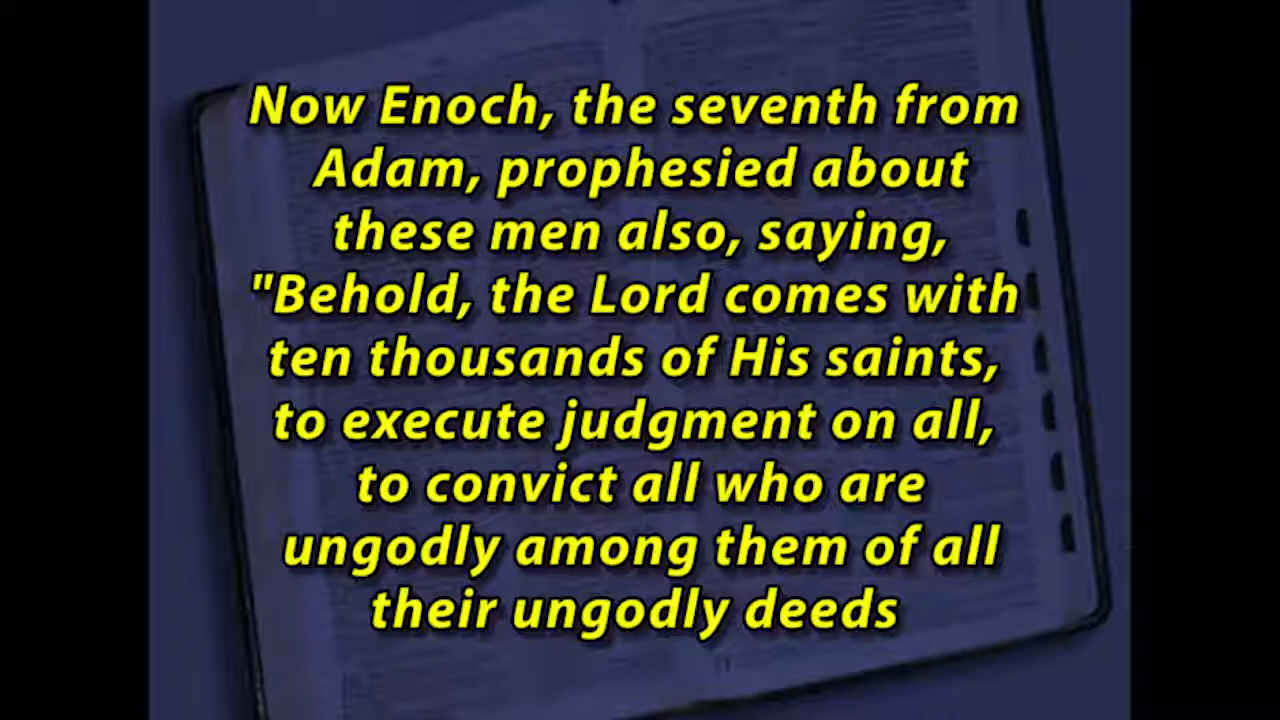 Now Enoch, the seventh from
Adam, prophesied about
these men also, saying,
"Behold, the Lord comes with
ten thousands of His saints,
to execute judgment on all,
to convict all who are
ungodly among them of all
their ungodly deeds